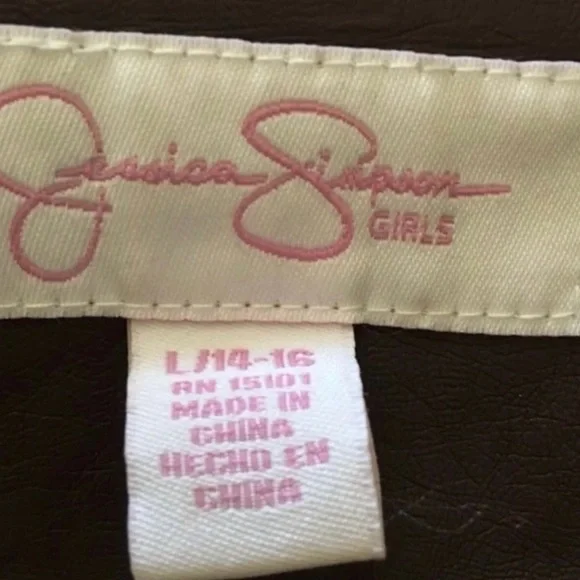 Jessica Simpson
GIRLS
L/14-16
RN 15101
MADE IN
CHINA
HECHO EN
CHINA